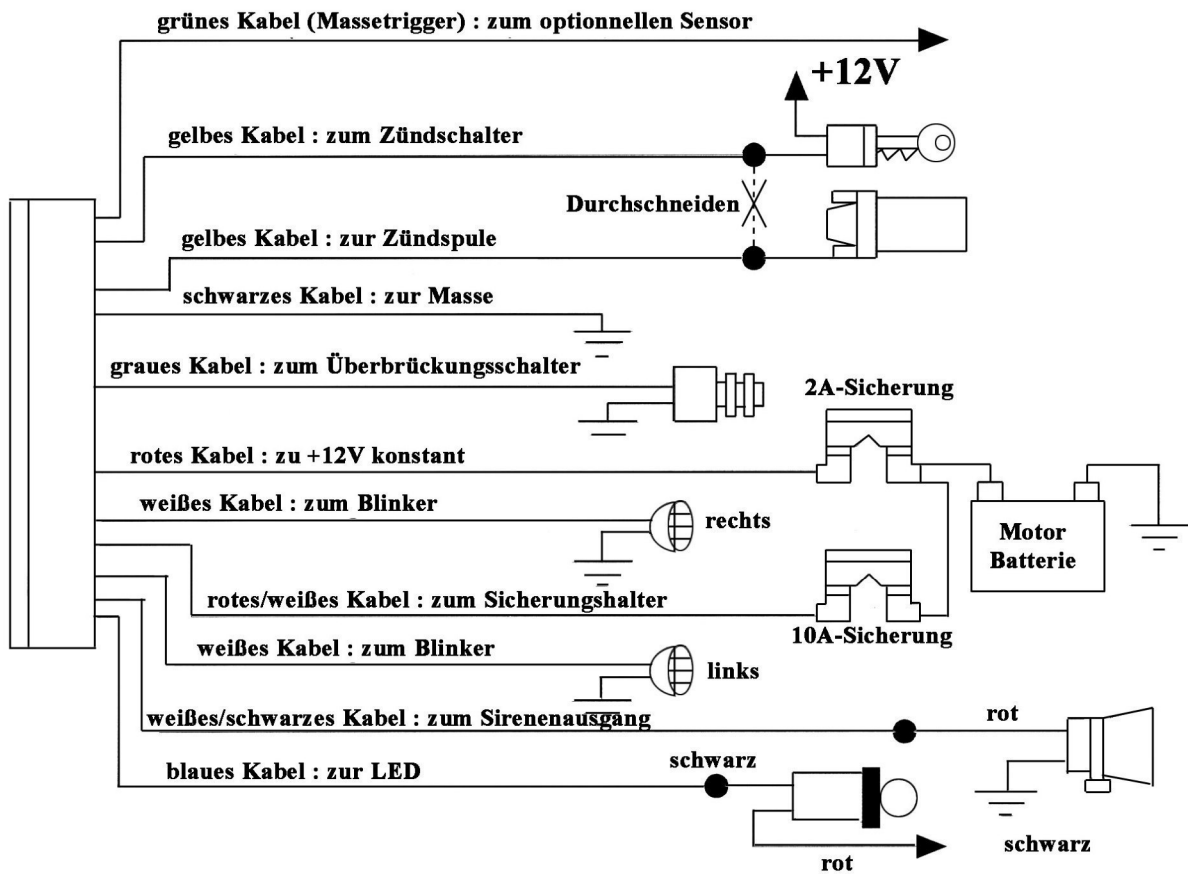 grünes Kabel (Massetrigger) : zum optionnellen Sensor
+12V
gelbes Kabel : zum Zündschalter
Durchschneiden
gelbes Kabel : zur Zündspule
schwarzes Kabel : zur Masse
graues Kabel : zum Überbrückungsschalter
2A-Sicherung
rotes Kabel : zu +12V konstant
weißes Kabel : zum Blinker
rechts
Motor
Batterie
rotes/weißes Kabel : zum Sicherungshalter
10A-Sicherung
weißes Kabel : zum Blinker
links
weißes/schwarzes Kabel : zum Sirenenausgang
rot
blaues Kabel : zur LED
schwarz
schwarz
rot